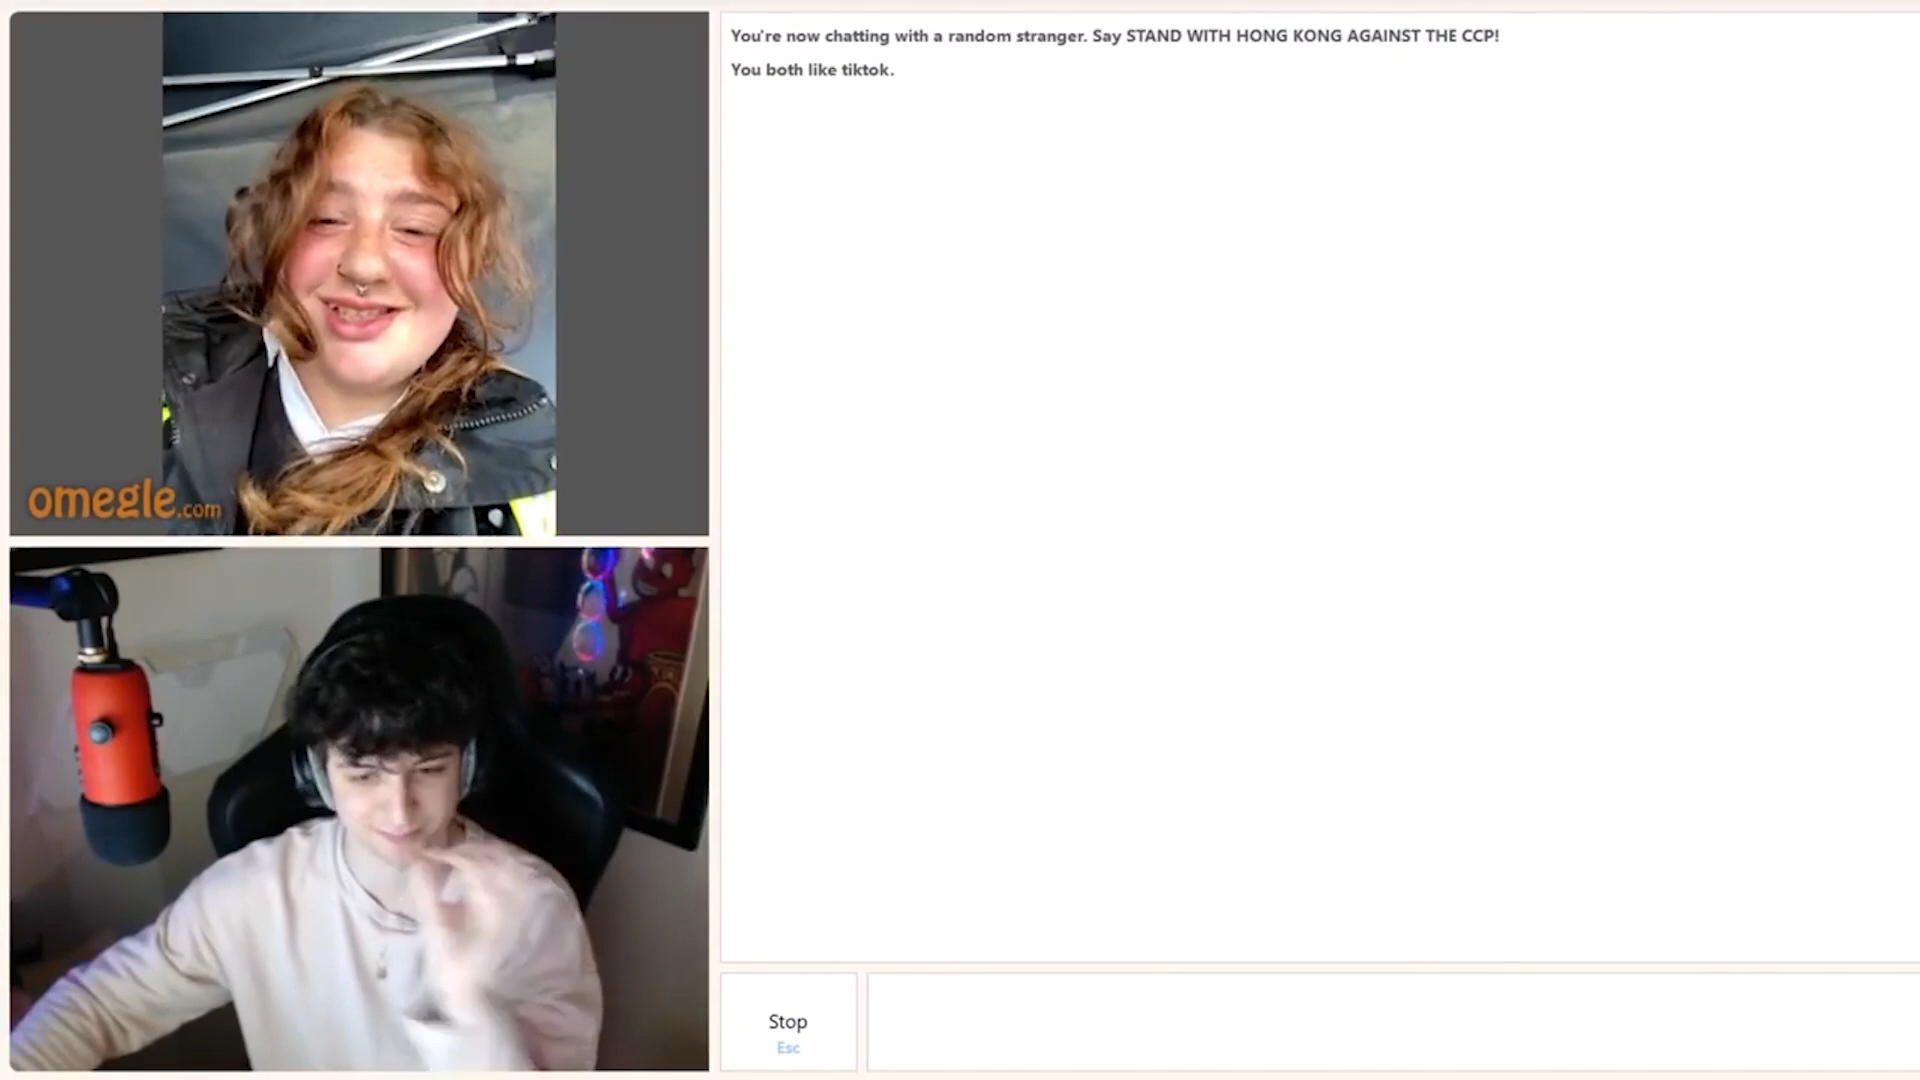 You're now chatting with a random stranger. Say STAND WITH HONG KONG AGAINST THE CCP!
You both like tiktok.
omegle.com
Stop
Esc